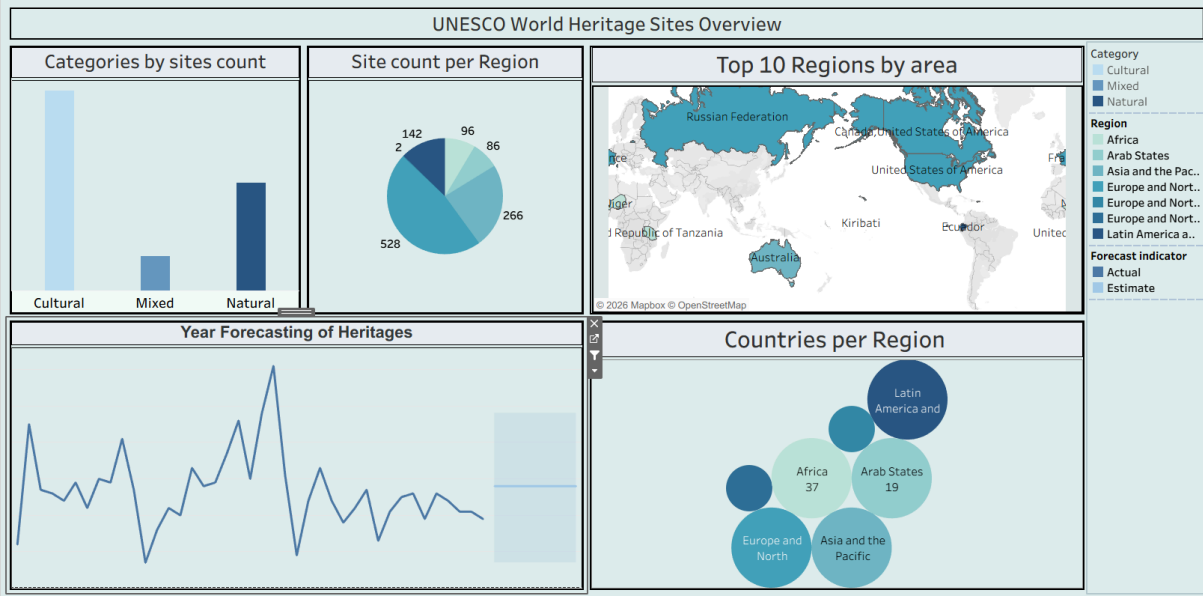 UNESCO World Heritage Sites Overview
Categories by sites count
Cultural
Mixed
Natural
Site count per Region
142
96
2
86
266
528
Top 10 Regions by area
Russian Federation
Canada,United States of America
nce
United States of America
Fra
iger
Kiribati
Ecuador
d Republic of Tanzania
United
Australia
© 2026 Mapbox © OpenStreetMap
Category
Cultural
Mixed
Natural
Region
Africa
Arab States
Asia and the Pac..
Europe and Nort..
Europe and Nort..
Europe and Nort..
Latin America a..
Forecast indicator
Actual
Estimate
Year Forecasting of Heritages
Countries per Region
Latin
America and
Africa
37
Arab States
19
Europe and
North
Asia and the
Pacific